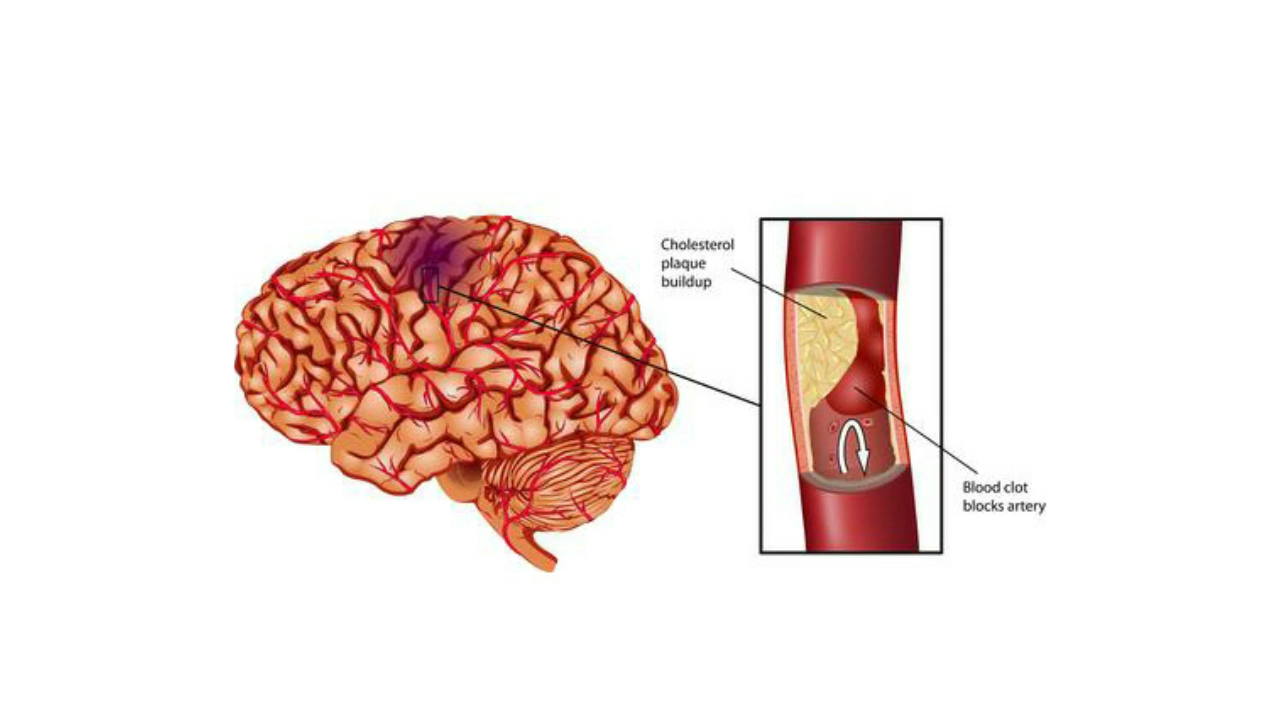 Cholesterol
plaque
buildup
Blood clot
blocks artery